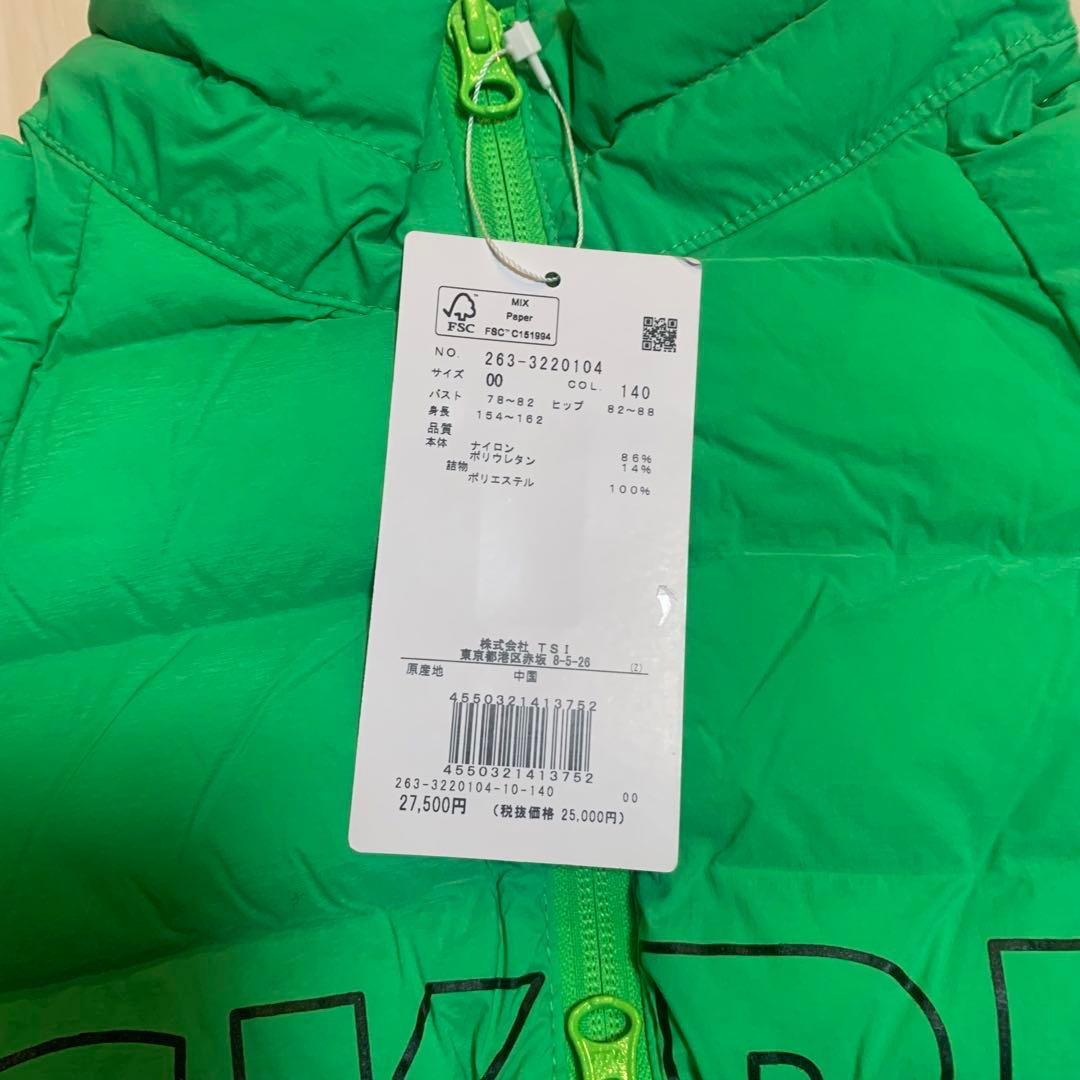 MIX
Paper
FSC™ C151994
FSC
NO. 263-3220104
サイズ 00 COL. 140
バスト 78~82 ヒップ 82~88
身長 154~162
品質
本体 ナイロン 86%
ポリウレタン 14%
詰物
ポリエステル 100%
株式会社 TSI
東京都港区赤坂 8-5-26 (2)
原産地 中国
4550321413752
4550321413752
263-3220104-10-140 00
27,500円 (税抜価格 25,000円)